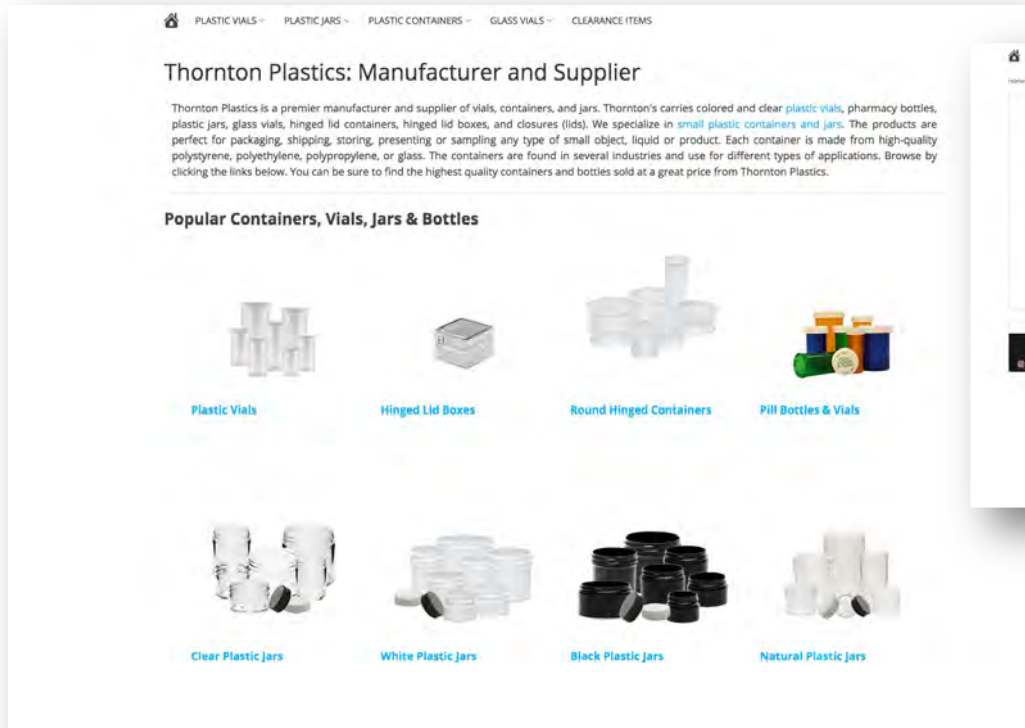 PLASTIC VIALS PLASTIC JARS PLASTIC CONTAINERS GLASS VIALS CLEARANCE ITEMS
Thornton Plastics: Manufacturer and Supplier
Thornton Plastics is a premier manufacturer and supplier of vials, containers, and jars. Thornton's carries colored and clear plastic vials, pharmacy bottles,
plastic jars, glass vials, hinged lid containers, hinged lid boxes, and closures (lids). We specialize in small plastic containers and jars. The products are
perfect for packaging, shipping, storing, presenting or sampling any type of small object, liquid or product. Each container is made from high-quality
polystyrene, polyethylene, polypropylene, or glass. The containers are found in several industries and use for different types of applications. Browse by
clicking the links below. You can be sure to find the highest quality containers and bottles sold at a great price from Thornton Plastics.
Popular Containers, Vials, Jars & Bottles
Plastic Vials Hinged Lid Boxes Round Hinged Containers Pill Bottles & Vials
Clear Plastic Jars White Plastic Jars Black Plastic Jars Natural Plastic Jars